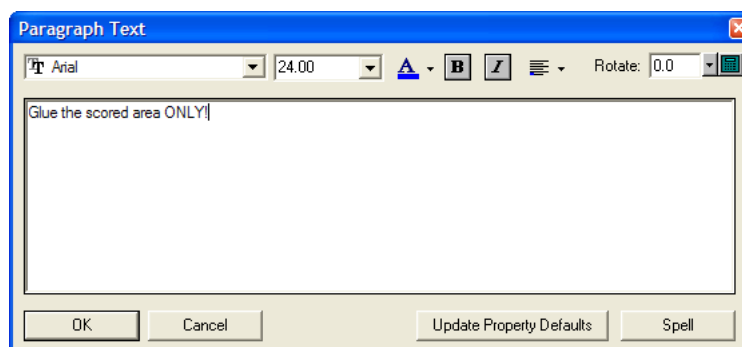 Paragraph Text
Arial 24.00 A B I Rotate: 0.0
Glue the scored area ONLY!
OK Cancel Update Property Defaults Spell